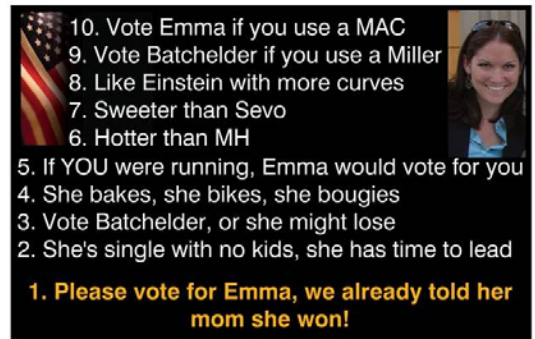 10. Vote Emma if you use a MAC
9. Vote Batchelder if you use a Miller
8. Like Einstein with more curves
7. Sweeter than Sevo
6. Hotter than MH
5. If YOU were running, Emma would vote for you
4. She bakes, she bikes, she bougies
3. Vote Batchelder, or she might lose
2. She's single with no kids, she has time to lead
1. Please vote for Emma, we already told her
mom she won!